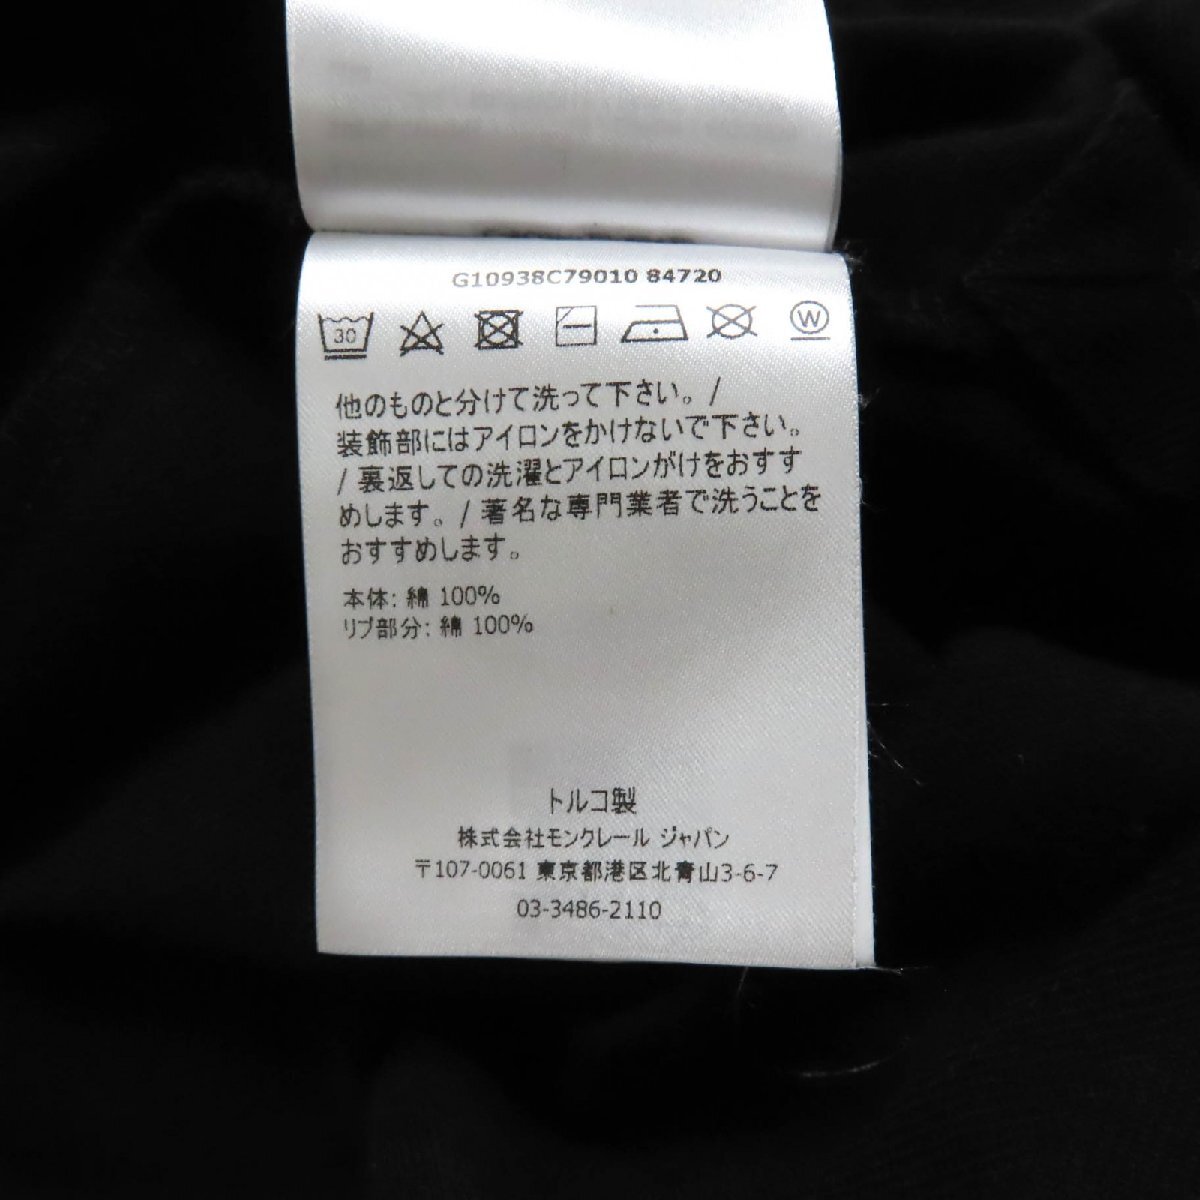 G10938C79010 84720
30
W
他のものと分けて洗って下さい。/
装飾部にはアイロンをかけないで下さい。
/ 裏返しての洗濯とアイロンがけをおすす
めします。/ 著名な専門業者で洗うことを
おすすめします。
本体: 綿 100%
リブ部分: 綿 100%
トルコ製
株式会社モンクレール ジャパン
〒107-0061 東京都港区北青山3-6-7
03-3486-2110